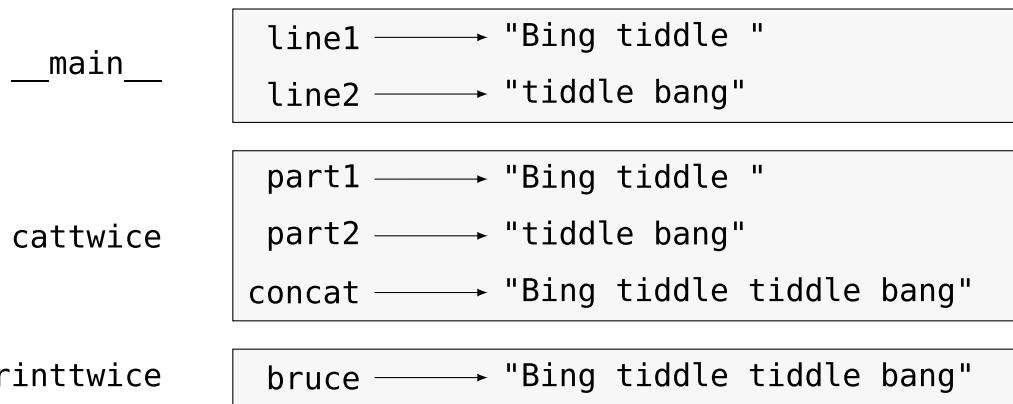 __main__
line1 "Bing tiddle "
line2 "tiddle bang"
cattwice
part1 "Bing tiddle "
part2 "tiddle bang"
concat "Bing tiddle tiddle bang"
rinttwice
bruce "Bing tiddle tiddle bang"